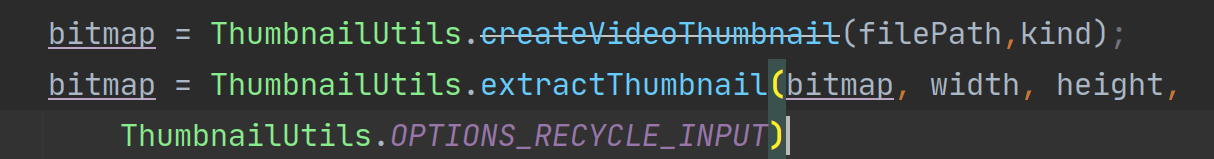 bitmap = ThumbnailUtils.createVideoThumbnail(filePath,kind);
bitmap = ThumbnailUtils.extractThumbnail(bitmap, width, height,
ThumbnailUtils.OPTIONS_RECYCLE_INPUT)